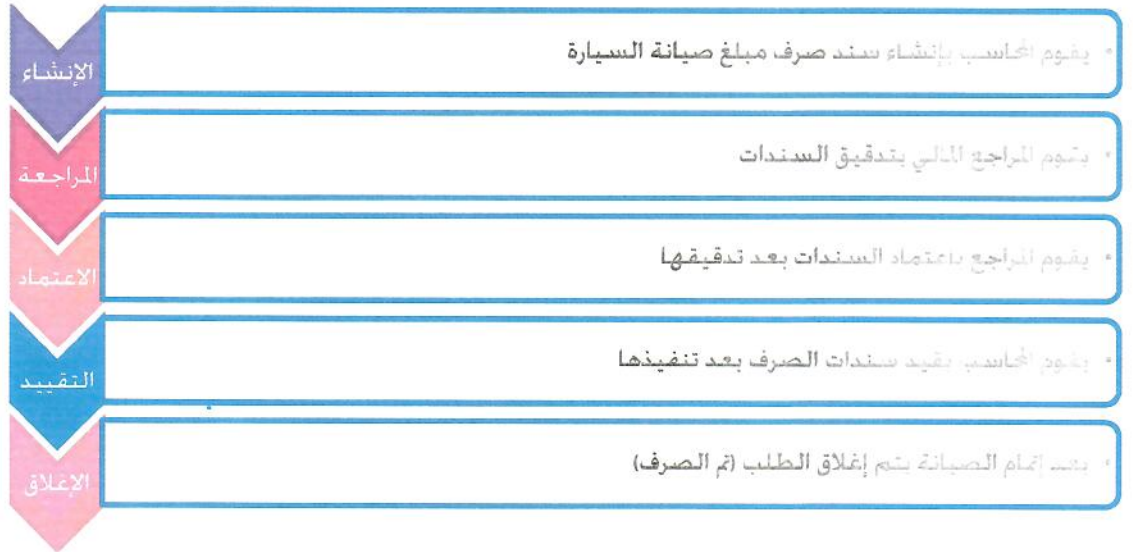 الإنشاء
• يقوم المحاسب بإنشاء سند صرف مبلغ صيانة السيارة
المراجعة
• يقوم المراجع المالي بتدقيق السندات
الاعتماد
• يقوم المراجع باعتماد السندات بعد تدقيقها
التقييد
• يقوم المحاسب بقيد سندات الصرف بعد تنفيذها
الإغلاق
• بعد إتمام الصيانة يتم إغلاق الطلب (تم الصرف)